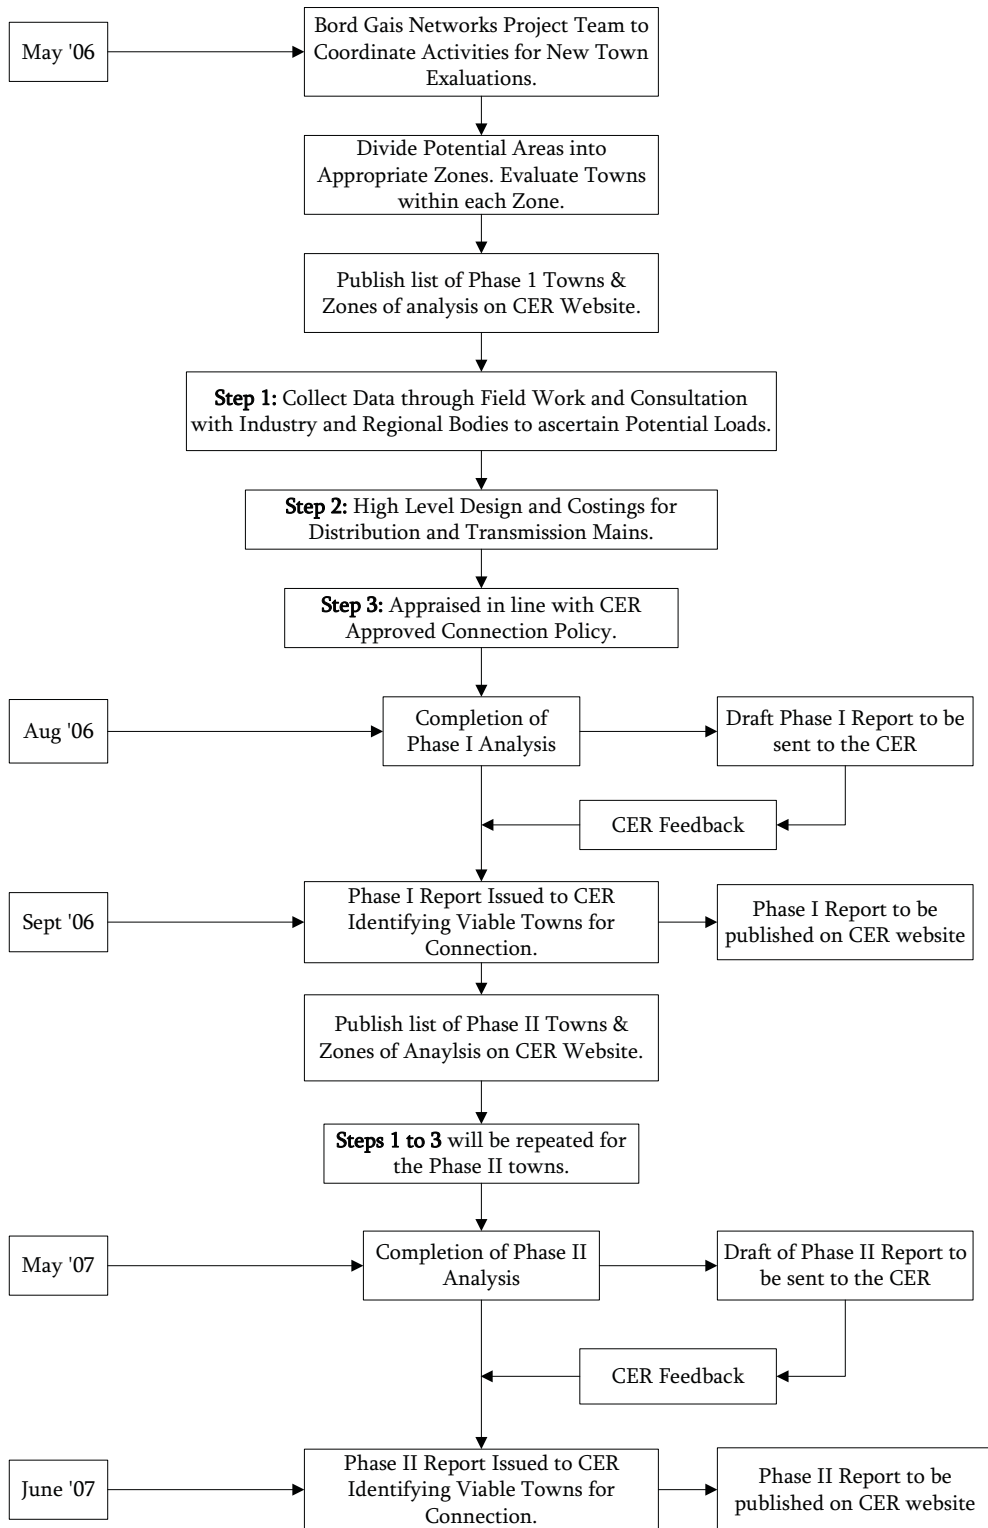 May '06
Bord Gais Networks Project Team to
Coordinate Activities for New Town
Exaluations.
Divide Potential Areas into
Appropriate Zones. Evaluate Towns
within each Zone.
Publish list of Phase 1 Towns &
Zones of analysis on CER Website.
Step 1: Collect Data through Field Work and Consultation
with Industry and Regional Bodies to ascertain Potential Loads.
Step 2: High Level Design and Costings for
Distribution and Transmission Mains.
Step 3: Appraised in line with CER
Approved Connection Policy.
Aug '06
Completion of
Phase I Analysis
Draft Phase I Report to be
sent to the CER
CER Feedback
Sept '06
Phase I Report Issued to CER
Identifying Viable Towns for
Connection.
Phase I Report to be
published on CER website
Publish list of Phase II Towns &
Zones of Anaylsis on CER Website.
Steps 1 to 3 will be repeated for
the Phase II towns.
May '07
Completion of Phase II
Analysis
Draft of Phase II Report to
be sent to the CER
CER Feedback
June '07
Phase II Report Issued to CER
Identifying Viable Towns for
Connection.
Phase II Report to be
published on CER website